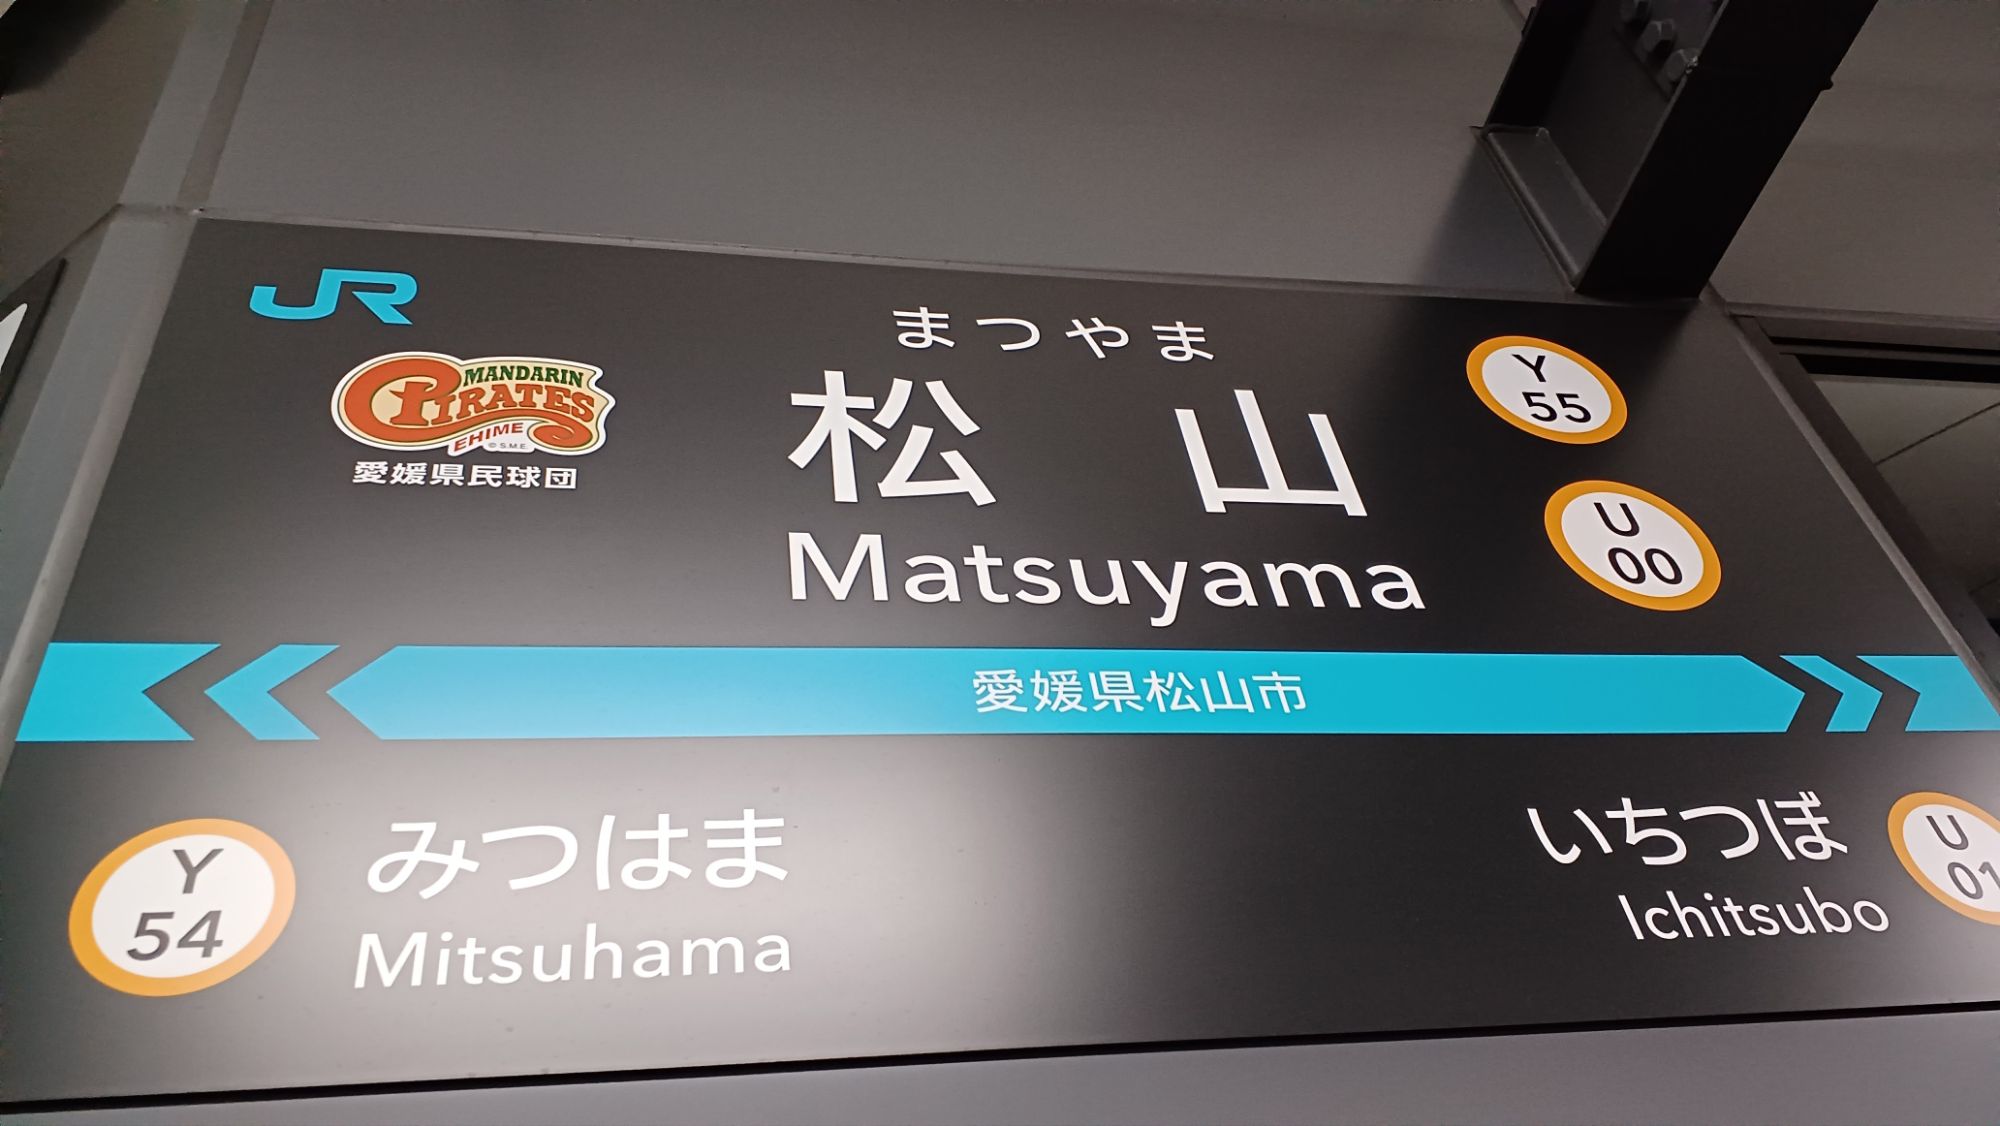 JR
MANDARIN
PIRATES
EHIME
© S.M.E.
愛媛県民球団
まつやま
松山
Matsuyama
Y
55
U
00
愛媛県松山市
Y
54
みつはま
Mitsuhama
いちつぼ
Ichitsubo
U
01